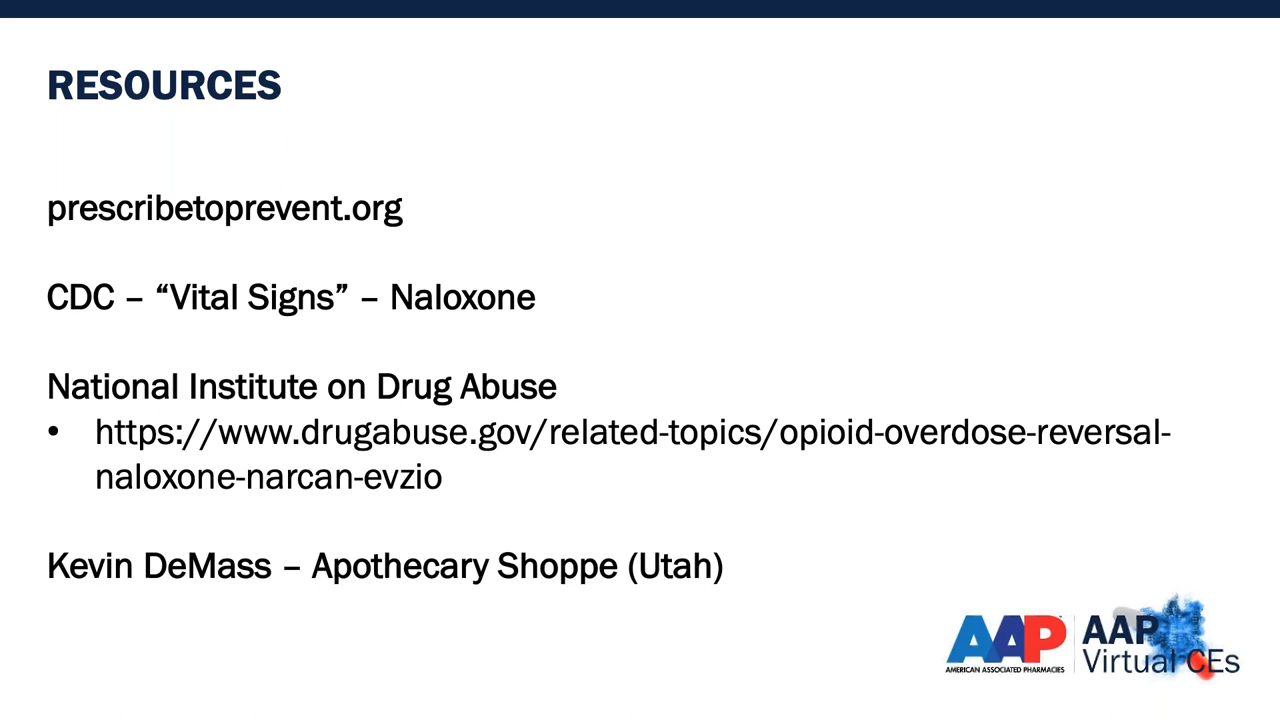 RESOURCES
prescribetoprevent.org
CDC – “Vital Signs” – Naloxone
National Institute on Drug Abuse
• https://www.drugabuse.gov/related-topics/opioid-overdose-reversal-
naloxone-narcan-evzio
Kevin DeMass – Apothecary Shoppe (Utah)
AAP
AMERICAN ASSOCIATED PHARMACIES
AAP
Virtual CEs